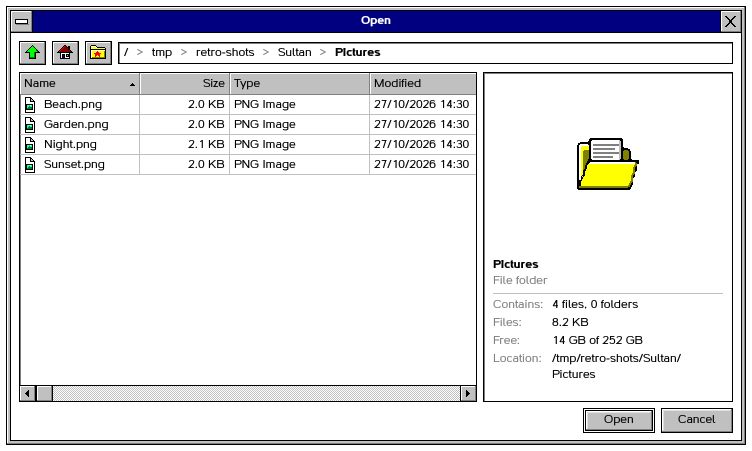 Open
/ > tmp > retro-shots > Sultan > Pictures
Name Size Type Modified
Beach.png 2.0 KB PNG Image 27/10/2026 14:30
Garden.png 2.0 KB PNG Image 27/10/2026 14:30
Night.png 2.1 KB PNG Image 27/10/2026 14:30
Sunset.png 2.0 KB PNG Image 27/10/2026 14:30
Pictures
File folder
Contains: 4 files, 0 folders
Files: 8.2 KB
Free: 14 GB of 252 GB
Location: /tmp/retro-shots/Sultan/
Pictures
Open Cancel